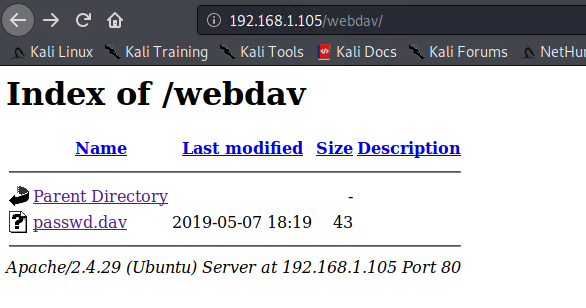 192.168.1.105/webdav/
Kali Linux Kali Training Kali Tools Kali Docs Kali Forums NetHun
Index of /webdav
Name Last modified Size Description
Parent Directory -
passwd.dav 2019-05-07 18:19 43
Apache/2.4.29 (Ubuntu) Server at 192.168.1.105 Port 80